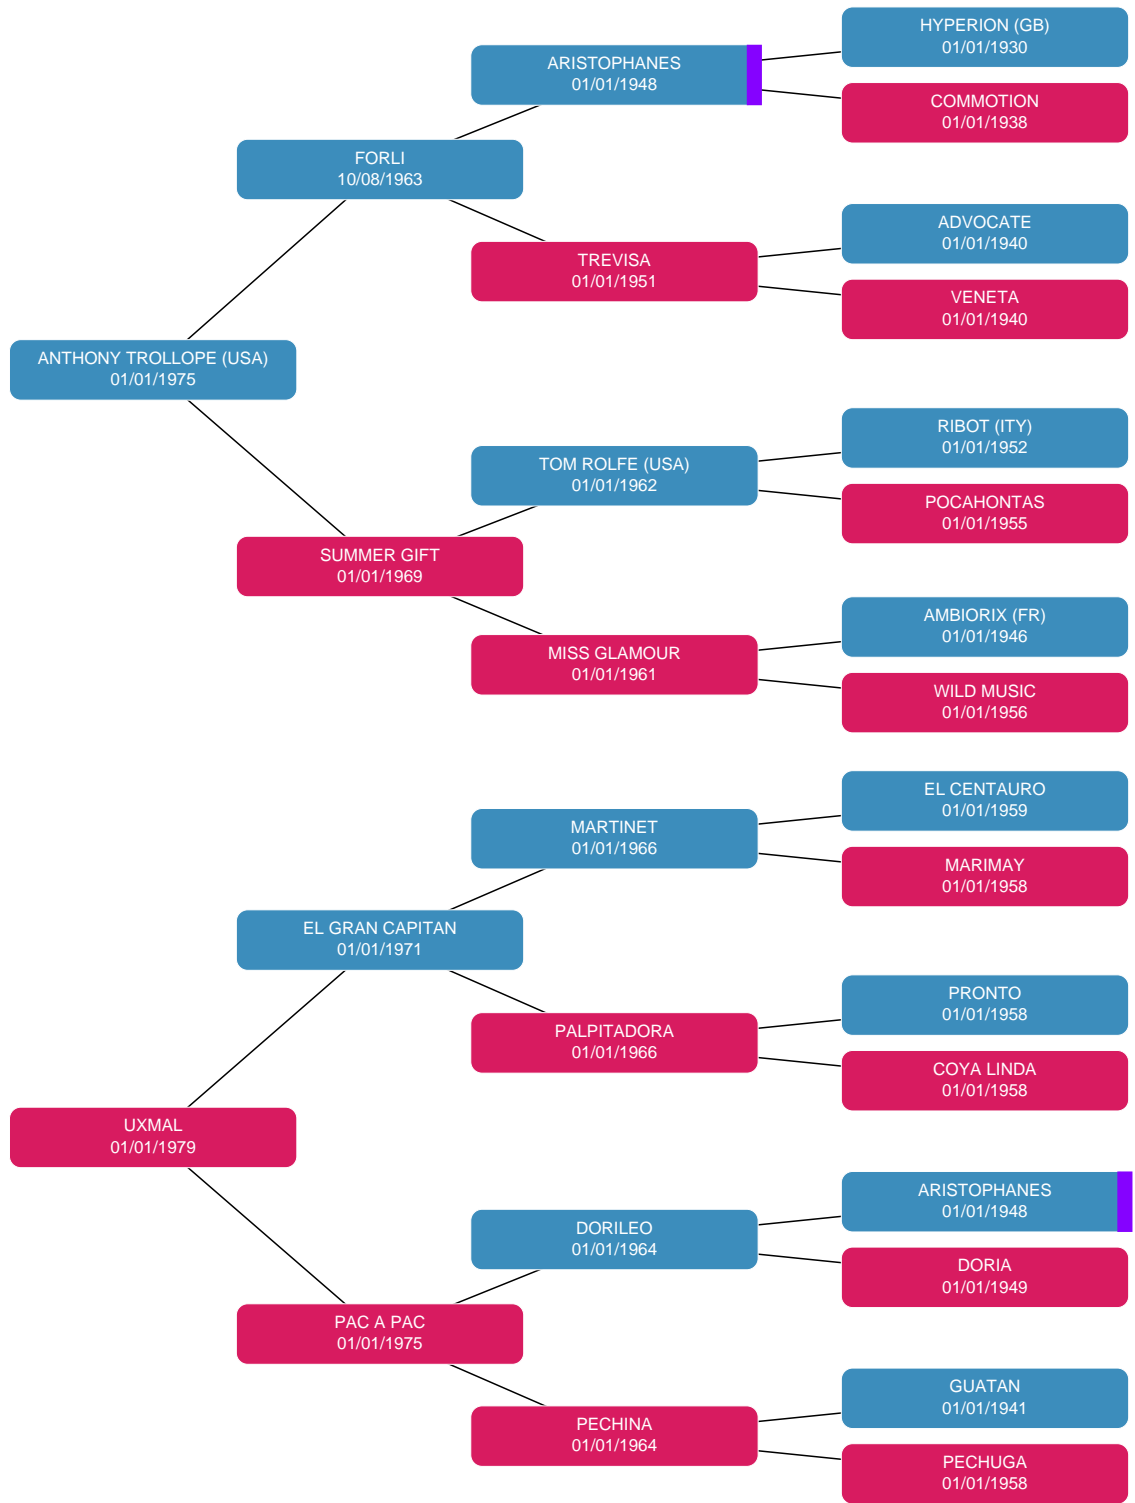 HYPERION (GB)
01/01/1930
ARISTOPHANES
01/01/1948
COMMOTION
01/01/1938
FORLI
10/08/1963
ADVOCATE
01/01/1940
TREVISA
01/01/1951
VENETA
01/01/1940
ANTHONY TROLLOPE (USA)
01/01/1975
RIBOT (ITY)
01/01/1952
TOM ROLFE (USA)
01/01/1962
POCAHONTAS
01/01/1955
SUMMER GIFT
01/01/1969
AMBIORIX (FR)
01/01/1946
MISS GLAMOUR
01/01/1961
WILD MUSIC
01/01/1956
EL CENTAURO
01/01/1959
MARTINET
01/01/1966
MARIMAY
01/01/1958
EL GRAN CAPITAN
01/01/1971
PRONTO
01/01/1958
PALPITADORA
01/01/1966
COYA LINDA
01/01/1958
UXMAL
01/01/1979
ARISTOPHANES
01/01/1948
DORILEO
01/01/1964
DORIA
01/01/1949
PAC A PAC
01/01/1975
GUATAN
01/01/1941
PECHINA
01/01/1964
PECHUGA
01/01/1958